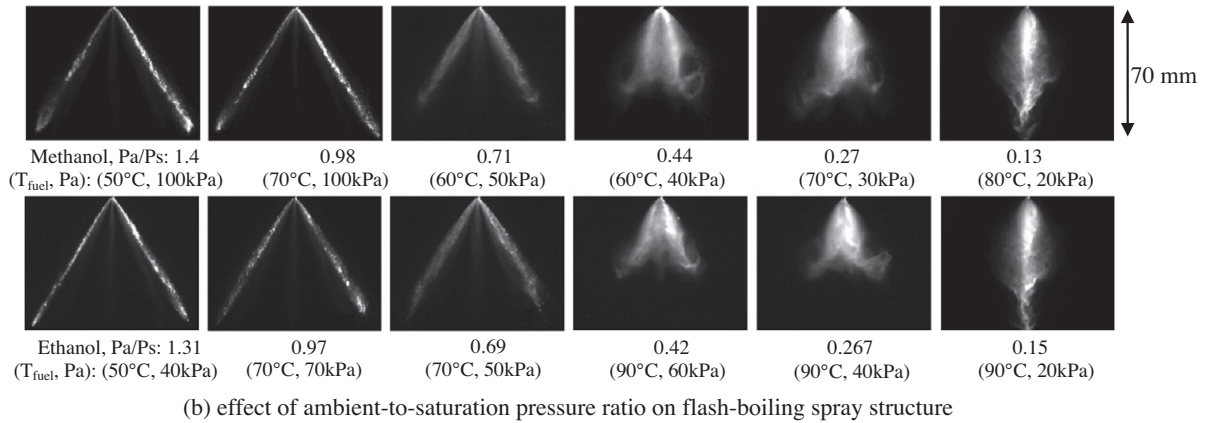 70 mm
Methanol, Pa/Ps: 1.4 0.98 0.71 0.44 0.27 0.13
(Tfuel, Pa): (50°C, 100kPa) (70°C, 100kPa) (60°C, 50kPa) (60°C, 40kPa) (70°C, 30kPa) (80°C, 20kPa)
Ethanol, Pa/Ps: 1.31 0.97 0.69 0.42 0.267 0.15
(Tfuel, Pa): (50°C, 40kPa) (70°C, 70kPa) (70°C, 50kPa) (90°C, 60kPa) (90°C, 40kPa) (90°C, 20kPa)
(b) effect of ambient-to-saturation pressure ratio on flash-boiling spray structure